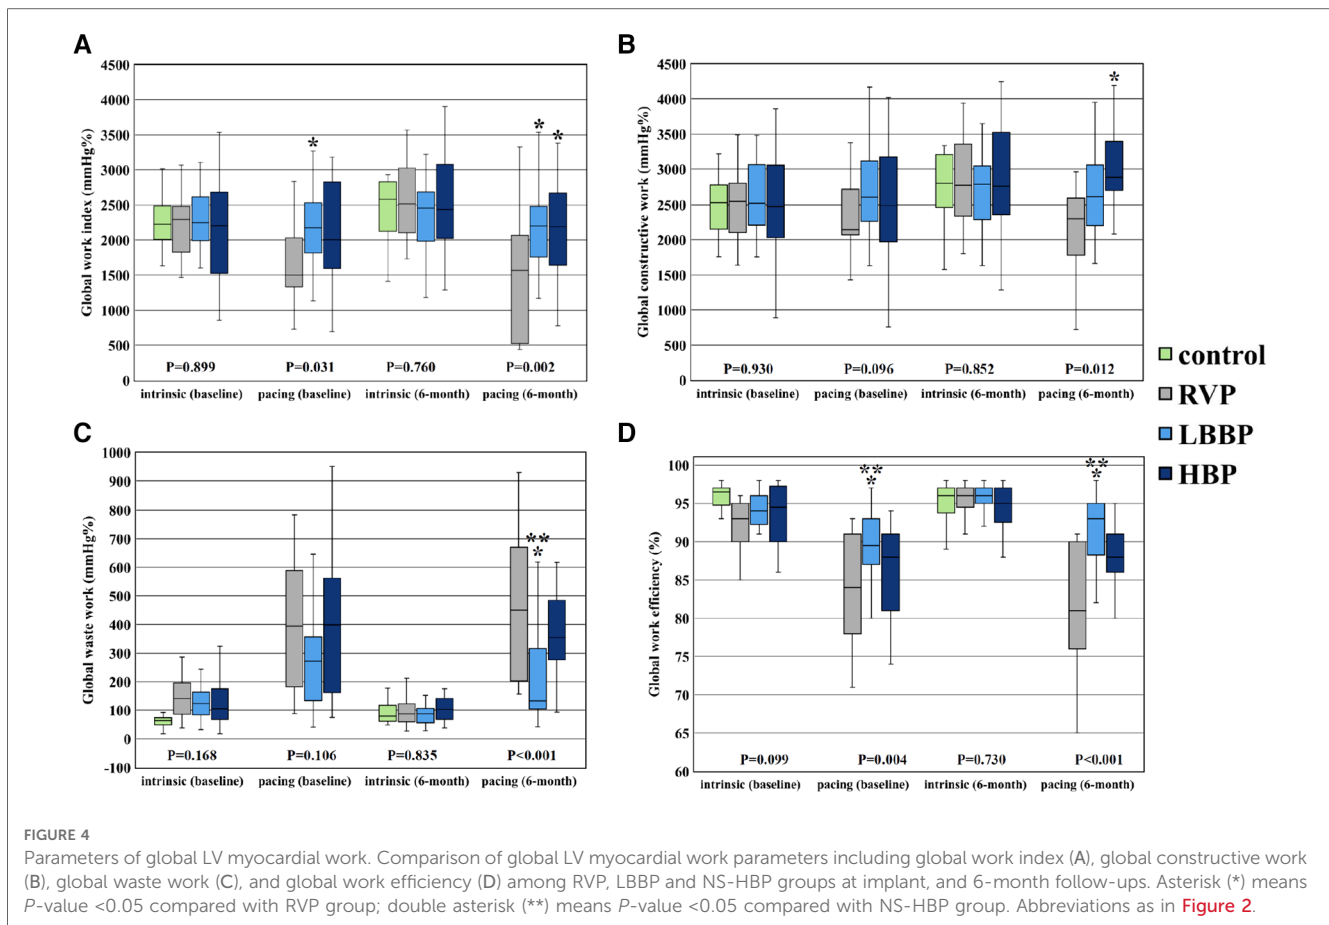 A
Global work index (mmHg%)
4500
4000
3500
3000
2500
2000
1500
1000
500
0
*
*
*
P=0.899
P=0.031
P=0.760
P=0.002
intrinsic (baseline)
pacing (baseline)
intrinsic (6-month)
pacing (6-month)
B
Global constructive work (mmHg%)
4500
4000
3500
3000
2500
2000
1500
1000
500
0
*
P=0.930
P=0.096
P=0.852
P=0.012
intrinsic (baseline)
pacing (baseline)
intrinsic (6-month)
pacing (6-month)
control
RVP
LBBP
HBP
C
Global waste work (mmHg%)
1000
900
800
700
600
500
400
300
200
100
0
-100
**
*
P=0.168
P=0.106
P=0.835
P<0.001
intrinsic (baseline)
pacing (baseline)
intrinsic (6-month)
pacing (6-month)
D
Global work efficiency (%)
100
95
90
85
80
75
70
65
60
**
*
**
*
P=0.099
P=0.004
P=0.730
P<0.001
intrinsic (baseline)
pacing (baseline)
intrinsic (6-month)
pacing (6-month)
FIGURE 4
Parameters of global LV myocardial work. Comparison of global LV myocardial work parameters including global work index (A), global constructive work
(B), global waste work (C), and global work efficiency (D) among RVP, LBBP and NS-HBP groups at implant, and 6-month follow-ups. Asterisk (*) means
P-value <0.05 compared with RVP group; double asterisk (**) means P-value <0.05 compared with NS-HBP group. Abbreviations as in Figure 2.